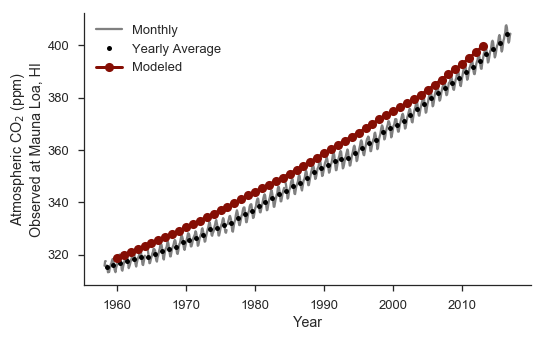 Monthly
Yearly Average
Modeled
Atmospheric CO₂ (ppm)
Observed at Mauna Loa, HI
400
380
360
340
320
1960 1970 1980 1990 2000 2010
Year